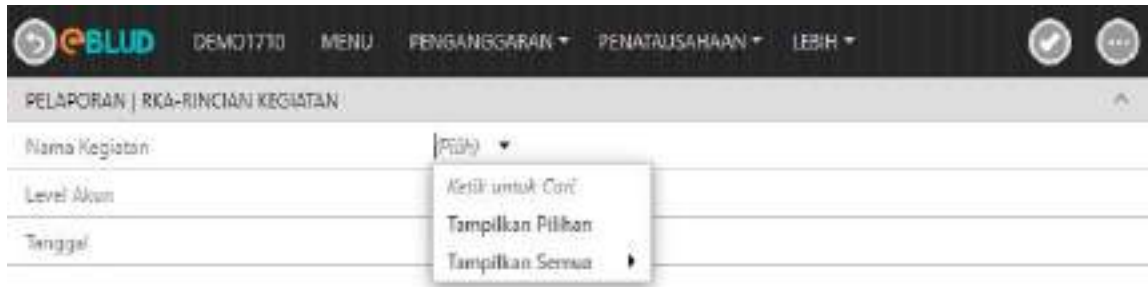 eBLUD DEMO1710 MENU PENGANGGARAN PENATAUSAHAAN LEBIH
PELAPORAN | RKA-RINCIAN KEGIATAN
Nama Kegiatan (Pilih)
Ketik untuk Cari
Level Akun
Tampilkan Pilihan
Tanggal
Tampilkan Semua